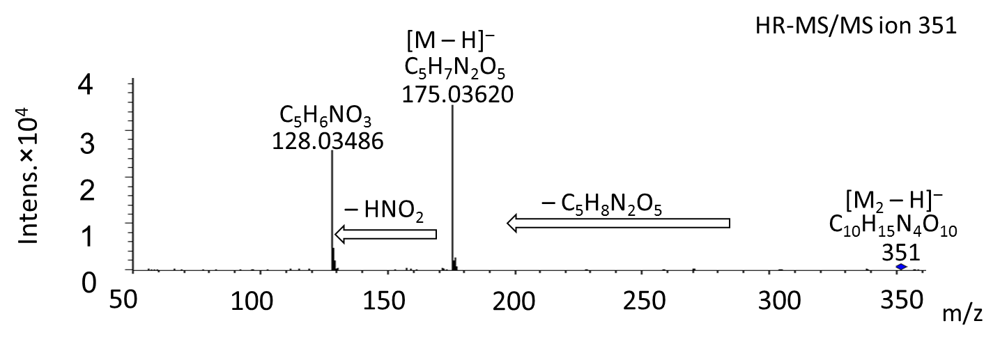 HR-MS/MS ion 351
[M – H]⁻
C₅H₇N₂O₅
175.03620
C₅H₆NO₃
128.03486
– HNO₂
– C₅H₈N₂O₅
[M₂ – H]⁻
C₁₀H₁₅N₄O₁₀
351
Intens.×10⁴
4
3
2
1
0
50
100
150
200
250
300
350
m/z